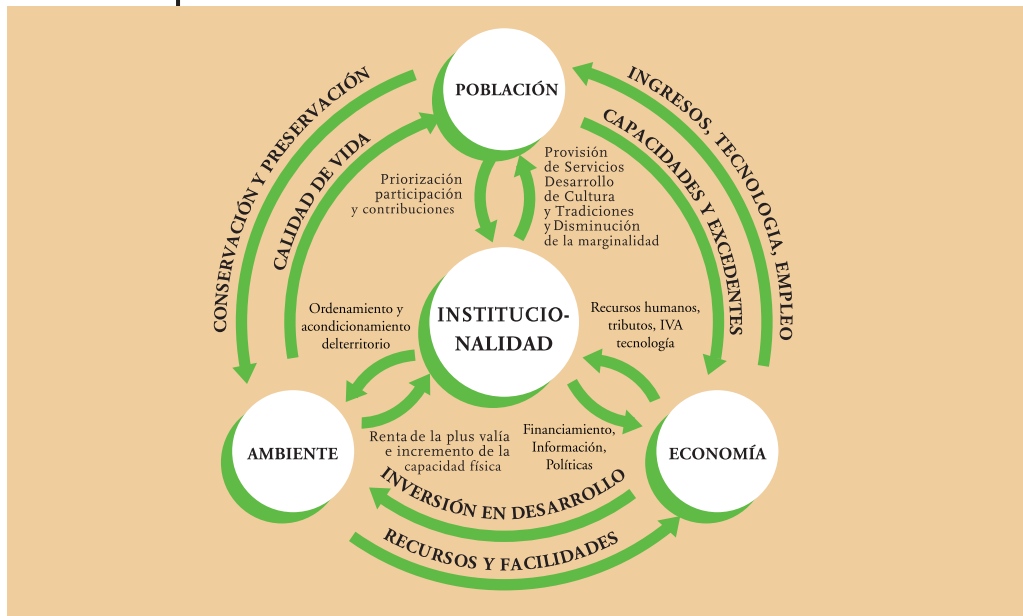 POBLACIÓN
CONSERVACIÓN Y PRESERVACIÓN
CALIDAD DE VIDA
INGRESOS, TECNOLOGIA, EMPLEO
CAPACIDADES Y EXCEDENTES
Priorización
participación
y contribuciones
Provisión
de Servicios
Desarrollo
de Cultura
y Tradiciones
y Disminución
de la marginalidad
INSTITUCIO-
NALIDAD
Ordenamiento y
acondicionamiento
delterritorio
Recursos humanos,
tributos, IVA
tecnología
AMBIENTE
Renta de la plus valía
e incremento de la
capacidad física
Financiamiento,
Información,
Políticas
ECONOMÍA
INVERSIÓN EN DESARROLLO
RECURSOS Y FACILIDADES